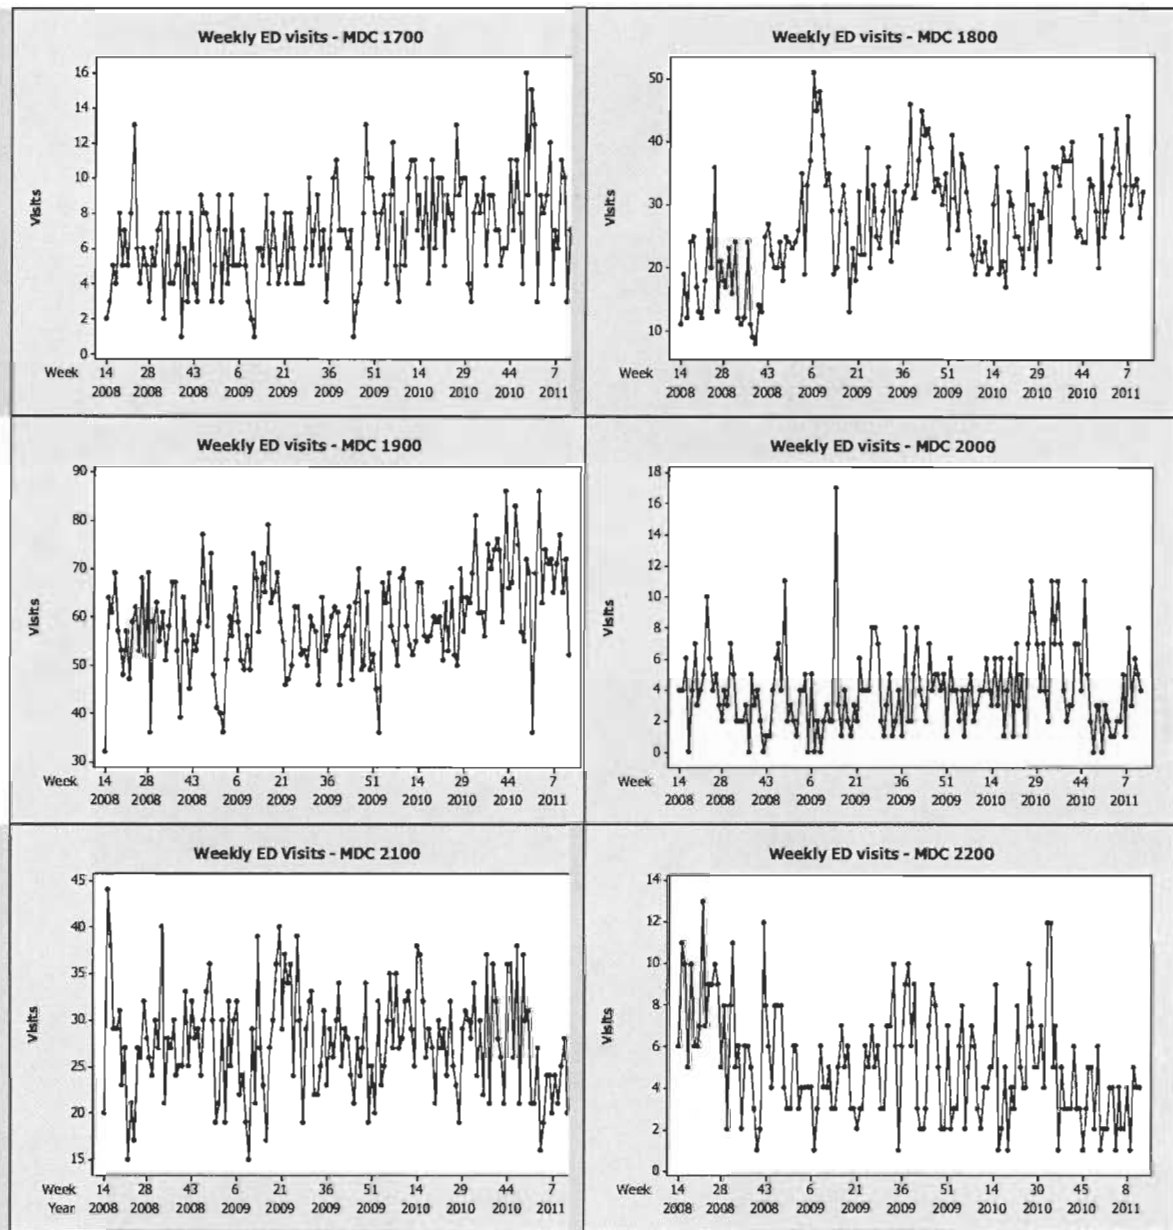 Weekly ED visits - MDC 1700
Visits
16
14
12
10
8
6
4
2
0
Week 14 28 43 6 21 36 51 14 29 44 7
2008 2008 2008 2009 2009 2009 2009 2010 2010 2010 2011
Weekly ED visits - MDC 1800
Visits
50
40
30
20
10
Week 14 28 43 6 21 36 51 14 29 44 7
2008 2008 2008 2009 2009 2009 2009 2010 2010 2010 2011
Weekly ED visits - MDC 1900
Visits
90
80
70
60
50
40
30
Week 14 28 43 6 21 36 51 14 29 44 7
2008 2008 2008 2009 2009 2009 2009 2010 2010 2010 2011
Weekly ED visits - MDC 2000
Visits
18
16
14
12
10
8
6
4
2
0
Week 14 28 43 6 21 36 51 14 29 44 7
2008 2008 2008 2009 2009 2009 2009 2010 2010 2010 2011
Weekly ED Visits - MDC 2100
Visits
45
40
35
30
25
20
15
Week 14 28 43 6 21 36 51 14 29 44 7
Year 2008 2008 2008 2009 2009 2009 2009 2010 2010 2010 2011
Weekly ED visits - MDC 2200
Visits
14
12
10
8
6
4
2
0
Week 14 28 43 6 21 36 51 14 30 45 8
2008 2008 2008 2009 2009 2009 2009 2010 2010 2010 2011